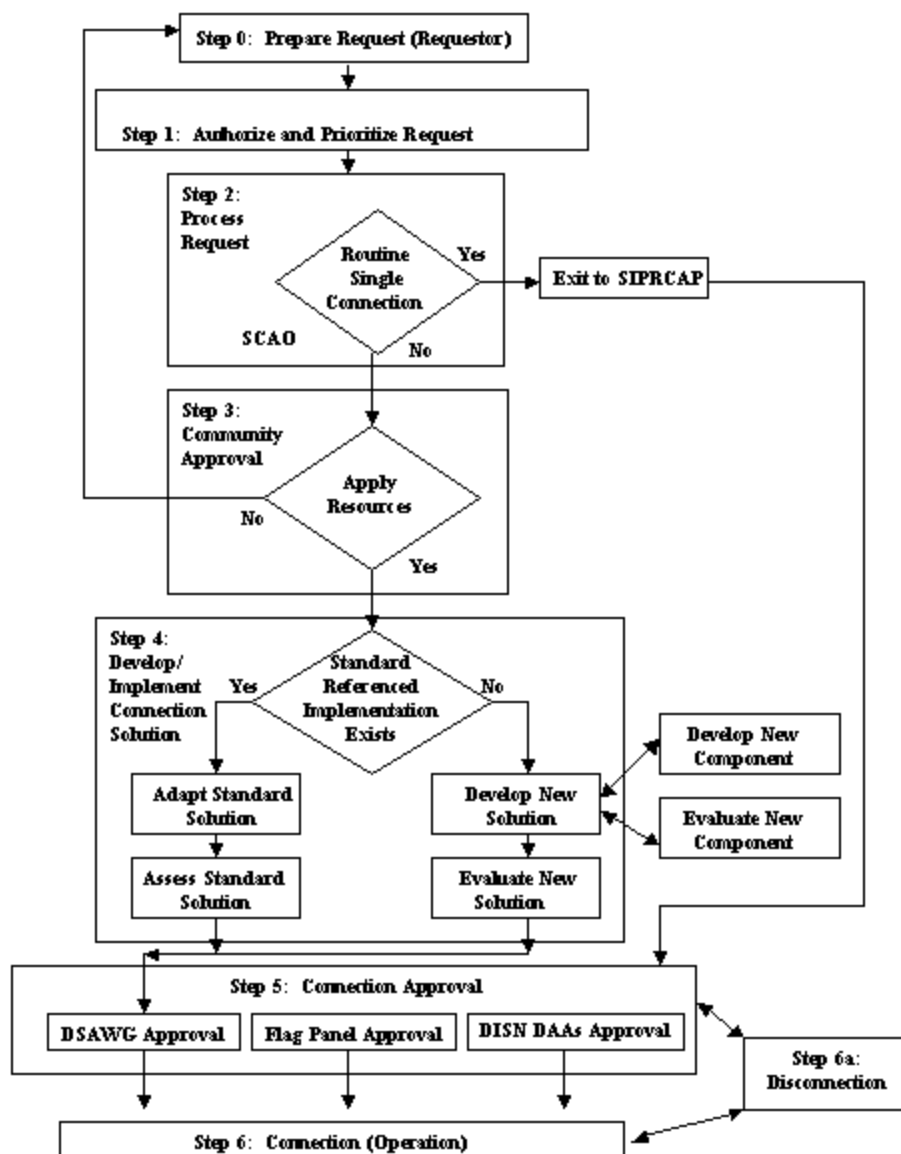 Step 0: Prepare Request (Requestor)
Step 1: Authorize and Prioritize Request
Step 2:
Process
Request
Routine
Single
Connection
Yes
Exit to SIPRCAP
SCAO
No
Step 3:
Community
Approval
Apply
Resources
No
Yes
Step 4:
Develop/
Implement
Connection
Solution
Yes
Standard
Referenced
Implementation
Exists
No
Develop New
Component
Adapt Standard
Solution
Develop New
Solution
Evaluate New
Component
Assess Standard
Solution
Evaluate New
Solution
Step 5: Connection Approval
DSAWG Approval
Flag Panel Approval
DISN DAAs Approval
Step 6a:
Disconnection
Step 6: Connection (Operation)